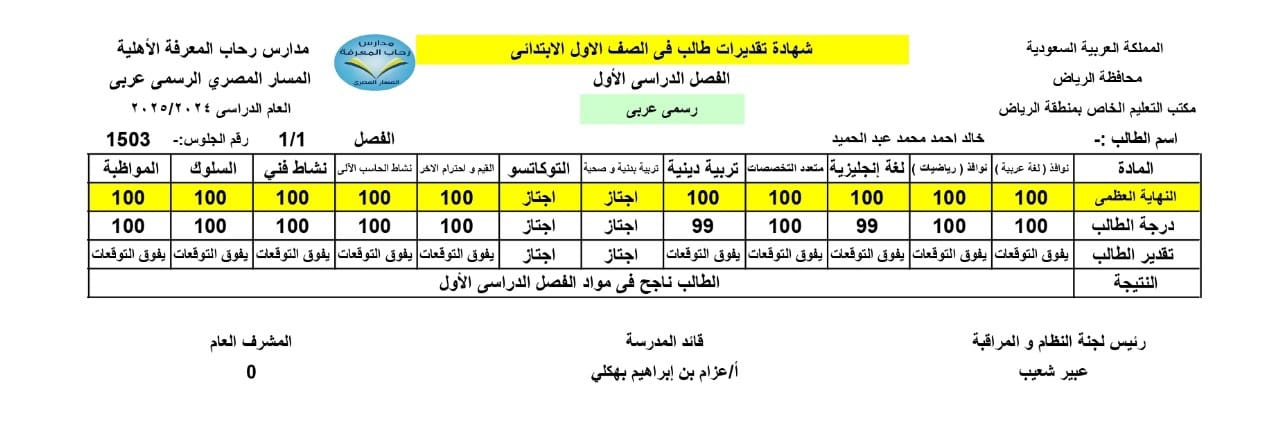 المملكة العربية السعودية
محافظة الرياض
مكتب التعليم الخاص بمنطقة الرياض
شهادة تقديرات طالب فى الصف الاول الابتدائى
الفصل الدراسى الأول
رسمى عربى
مدارس رحاب المعرفة
المسار المصرى
مدارس رحاب المعرفة الأهلية
المسار المصري الرسمى عربى
العام الدراسى ٢٠٢٥/٢٠٢٤
اسم الطالب :- خالد احمد محمد عبد الحميد الفصل 1/1 رقم الجلوس:- 1503
المادة نوافذ ( لغة عربية ) نوافذ ( رياضيات ) لغة إنجليزية متعدد التخصصات تربية دينية تربية بدنية و صحية التوكاتسو القيم و احترام الاخر نشاط الحاسب الألى نشاط فني السلوك المواظبة
النهاية العظمى 100 100 100 100 100 اجتاز اجتاز 100 100 100 100 100
درجة الطالب 100 100 99 100 99 اجتاز اجتاز 100 100 100 100 100
تقدير الطالب يفوق التوقعات يفوق التوقعات يفوق التوقعات يفوق التوقعات يفوق التوقعات اجتاز اجتاز يفوق التوقعات يفوق التوقعات يفوق التوقعات يفوق التوقعات يفوق التوقعات
النتيجة الطالب ناجح فى مواد الفصل الدراسى الأول
رئيس لجنة النظام و المراقبة قائد المدرسة المشرف العام
عبير شعيب أ/عزام بن إبراهيم بهكلي 0